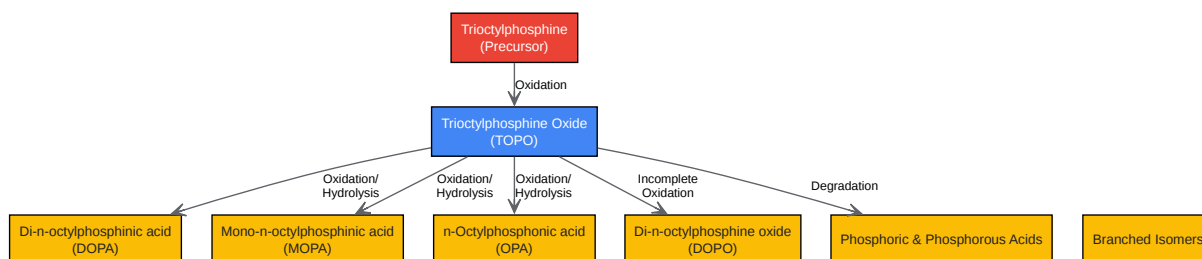 Trioctylphosphine
(Precursor)
Oxidation
Trioctylphosphine Oxide
(TOPO)
Oxidation/
Hydrolysis
Oxidation/
Hydrolysis
Oxidation/
Hydrolysis
Incomplete
Oxidation
Degradation
Di-n-octylphosphinic acid
(DOPA)
Mono-n-octylphosphinic acid
(MOPA)
n-Octylphosphonic acid
(OPA)
Di-n-octylphosphine oxide
(DOPO)
Phosphoric & Phosphorous Acids
Branched Isomers